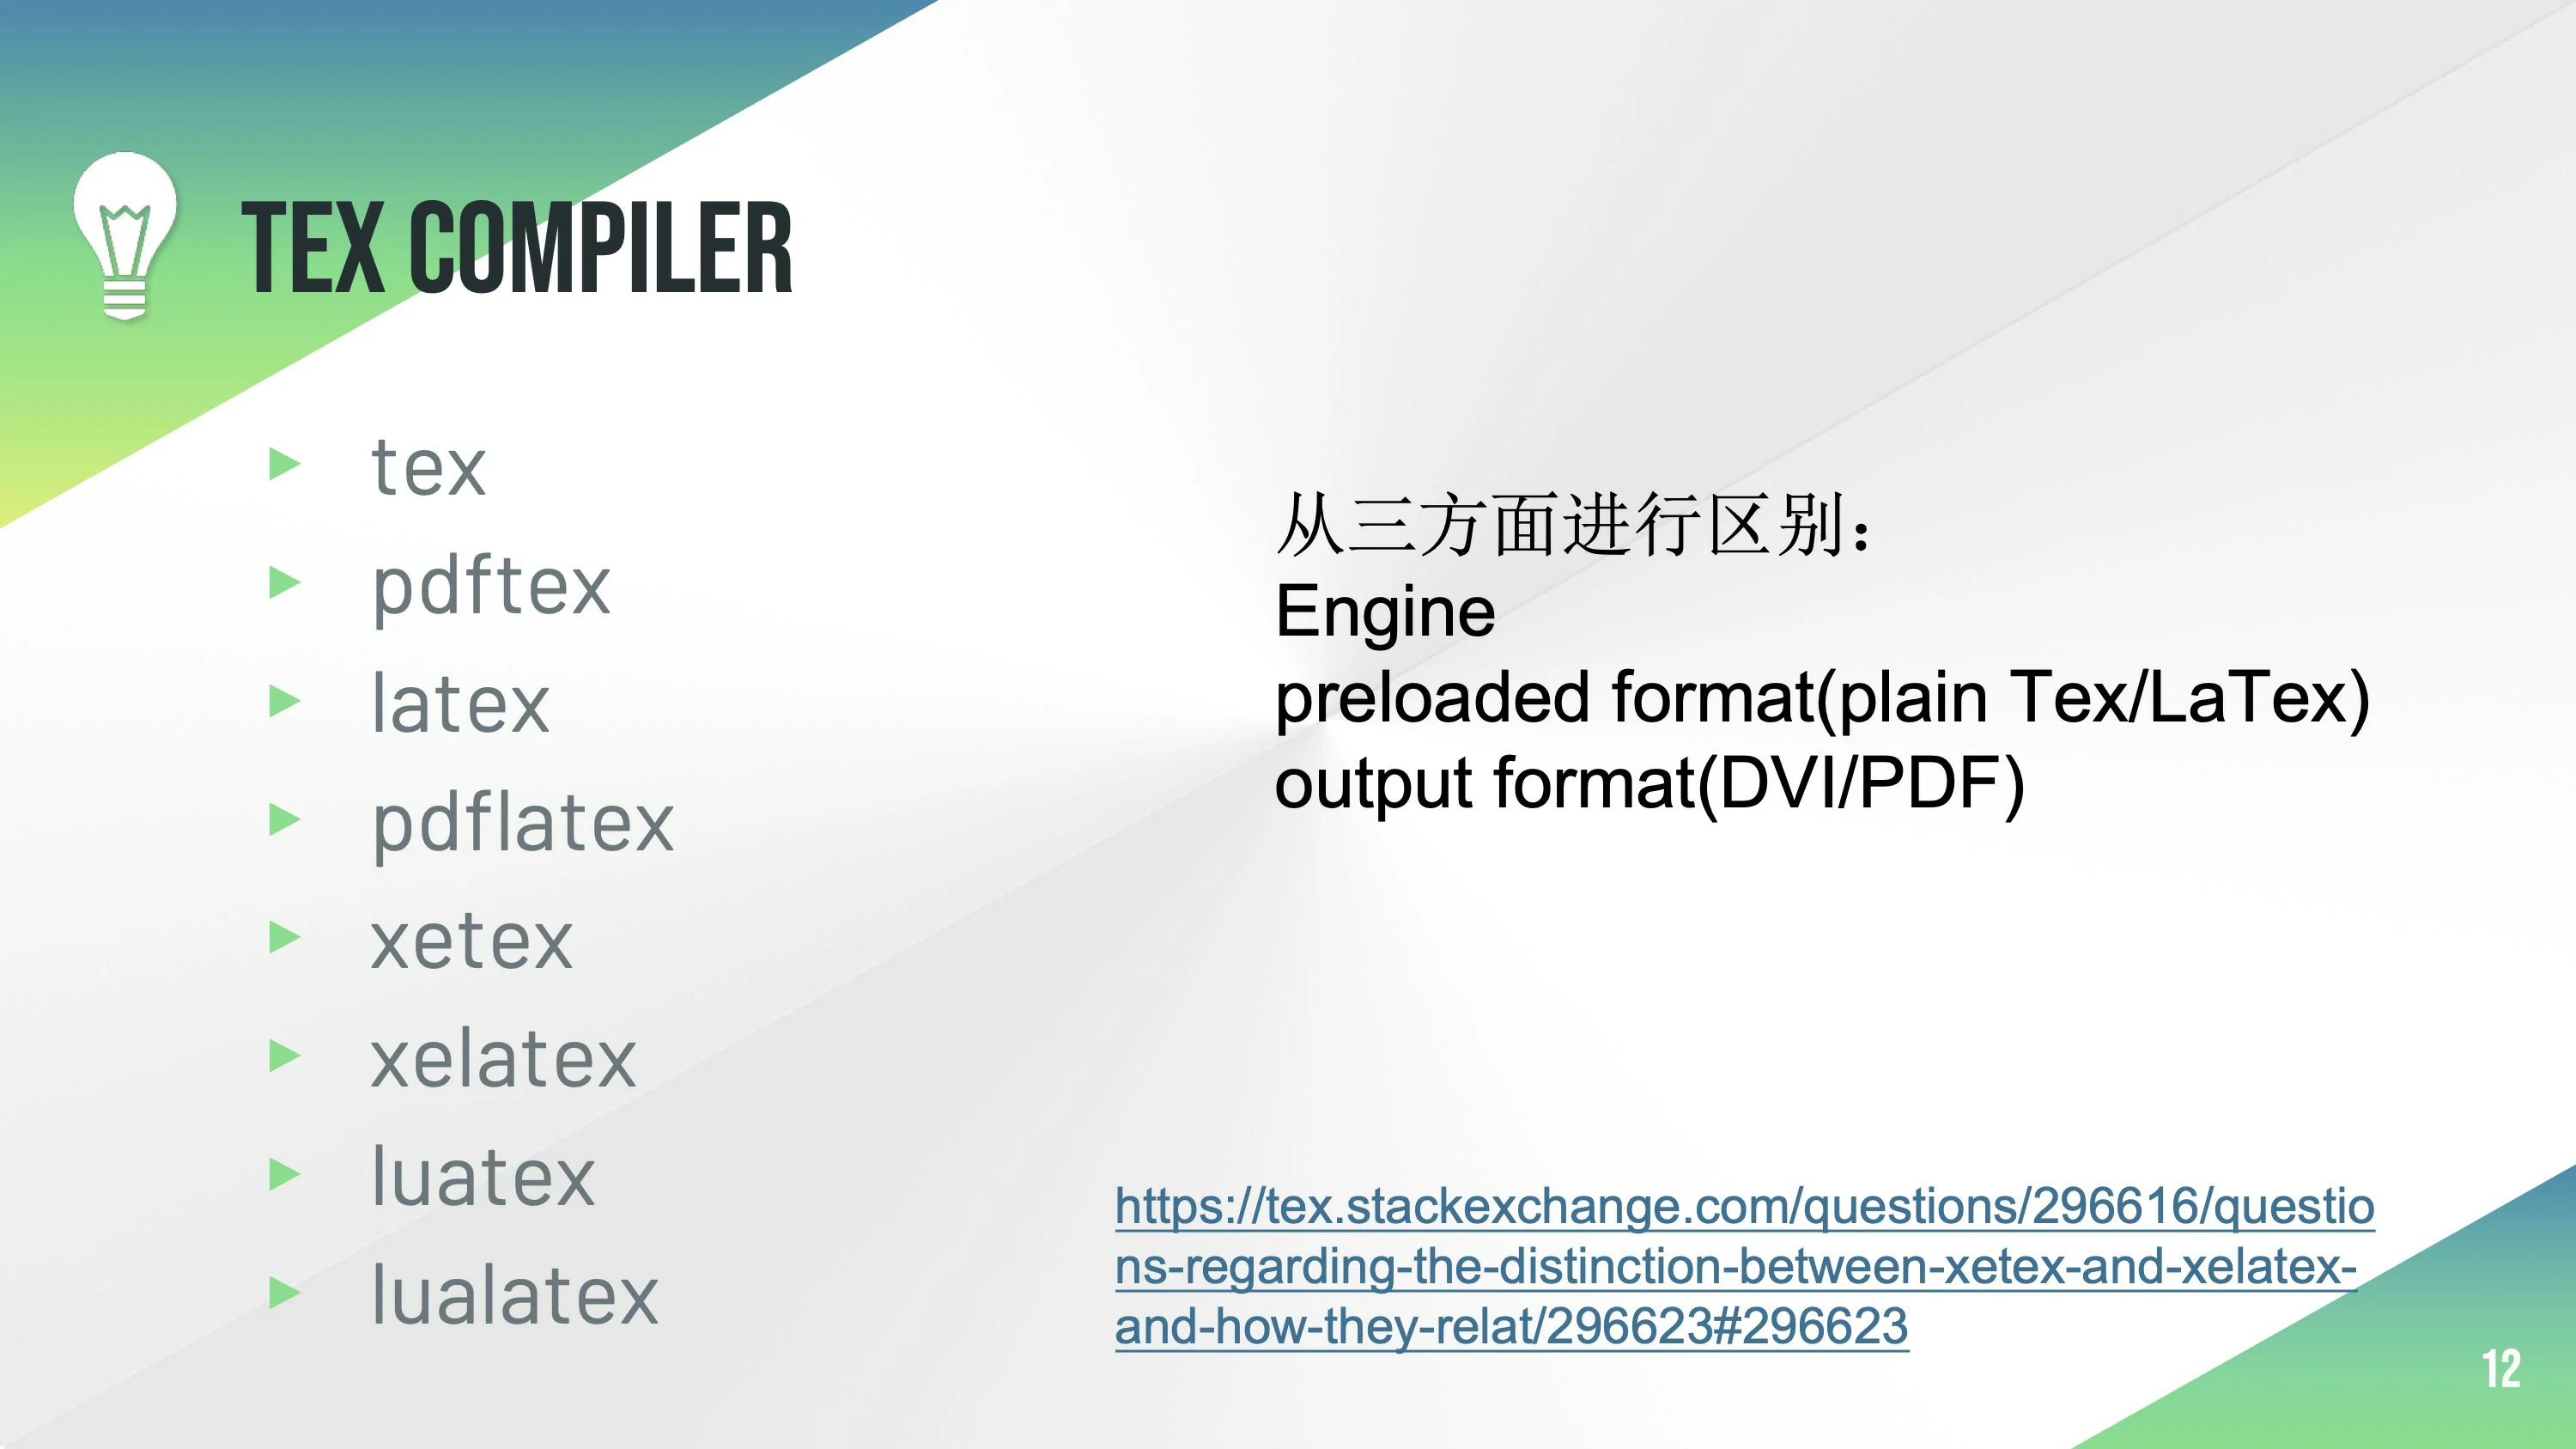 TEX COMPILER
tex
pdftex
latex
pdflatex
xetex
xelatex
luatex
lualatex
从三方面进行区别：
Engine
preloaded format(plain Tex/LaTex)
output format(DVI/PDF)
https://tex.stackexchange.com/questions/296616/questio
ns-regarding-the-distinction-between-xetex-and-xelatex-
and-how-they-relat/296623#296623
12